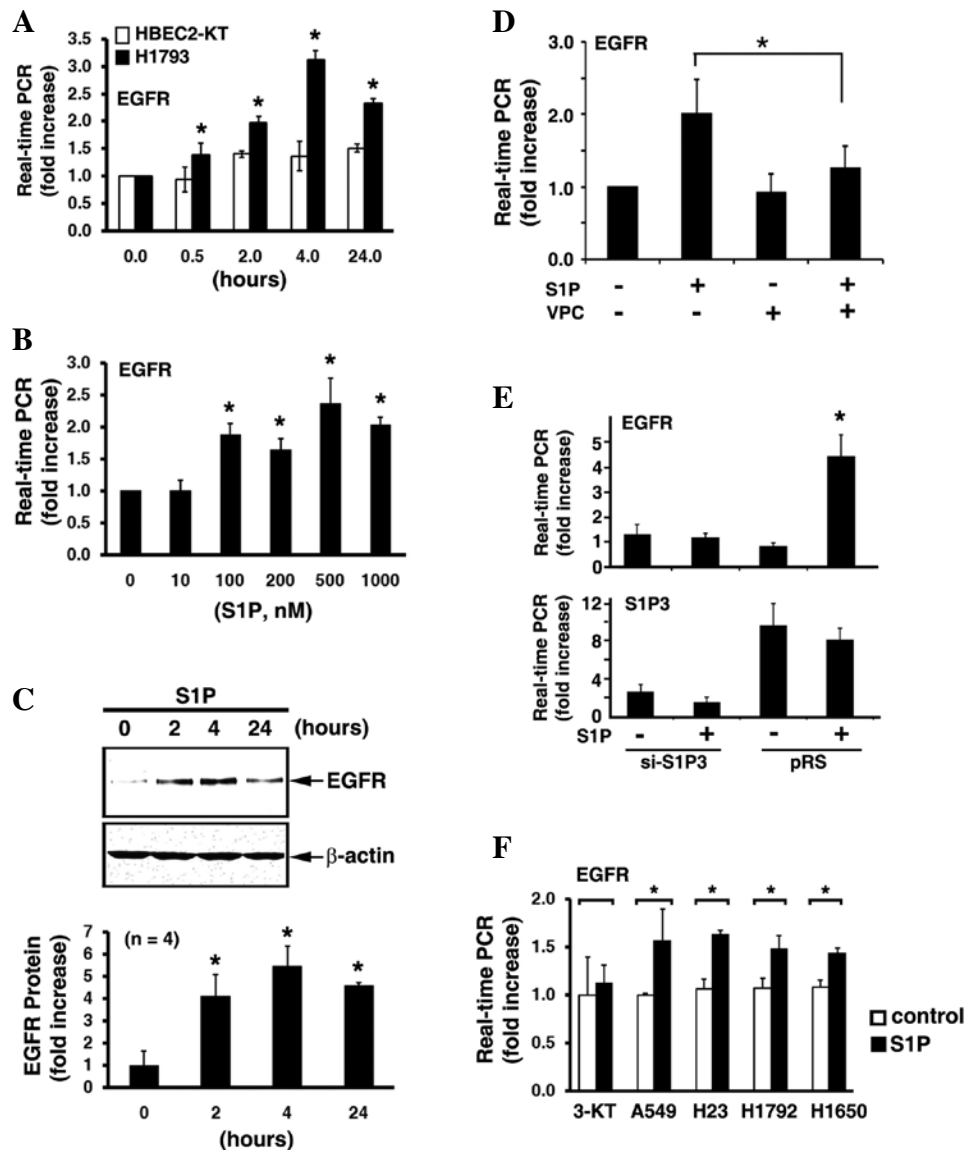 A
HBEC2-KT
H1793
EGFR
Real-time PCR
(fold increase)
3.5
3.0
2.5
2.0
1.5
1.0
0.5
0.0
* * * *
0.0 0.5 2.0 4.0 24.0
(hours)
B
EGFR
Real-time PCR
(fold increase)
3.0
2.5
2.0
1.5
1.0
0.5
0.0
* * * *
0 10 100 200 500 1000
(S1P, nM)
C
S1P
0 2 4 24 (hours)
EGFR
β-actin
(n = 4)
EGFR Protein
(fold increase)
7
6
5
4
3
2
1
0
* * *
0 2 4 24
(hours)
D
EGFR
Real-time PCR
(fold increase)
3.0
2.0
1.0
0.0
*
S1P - + - +
VPC - - + +
E
EGFR
Real-time PCR
(fold increase)
5
4
3
2
1
0
*
S1P3
Real-time PCR
(fold increase)
12
8
4
0
S1P - + - +
si-S1P3 pRS
F
EGFR
Real-time PCR
(fold increase)
2.0
1.5
1.0
0.5
0.0
* * * *
3-KT A549 H23 H1792 H1650
control
S1P